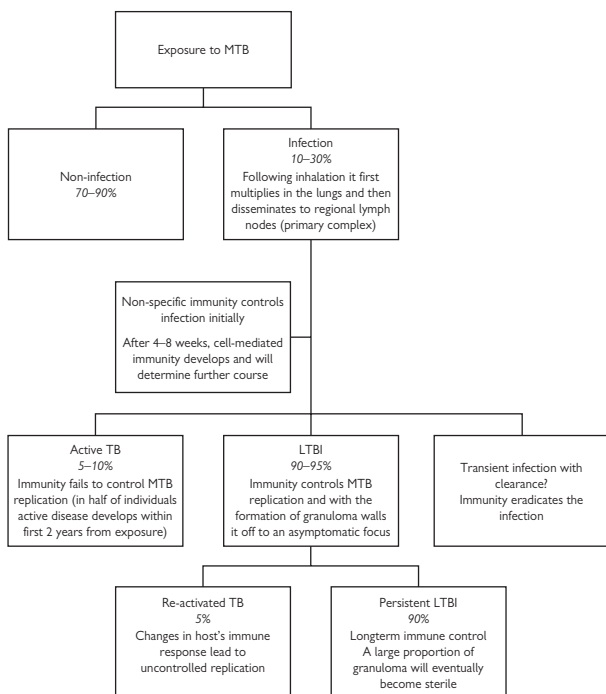 Exposure to MTB
Non-infection
70–90%
Infection
10–30%
Following inhalation it first
multiplies in the lungs and then
disseminates to regional lymph
nodes (primary complex)
Non-specific immunity controls
infection initially
After 4–8 weeks, cell-mediated
immunity develops and will
determine further course
Active TB
5–10%
Immunity fails to control MTB
replication (in half of individuals
active disease develops within
first 2 years from exposure)
LTBI
90–95%
Immunity controls MTB
replication and with the
formation of granuloma walls
it off to an asymptomatic focus
Transient infection with
clearance?
Immunity eradicates the
infection
Re-activated TB
5%
Changes in host's immune
response lead to
uncontrolled replication
Persistent LTBI
90%
Longterm immune control
A large proportion of
granuloma will eventually
become sterile